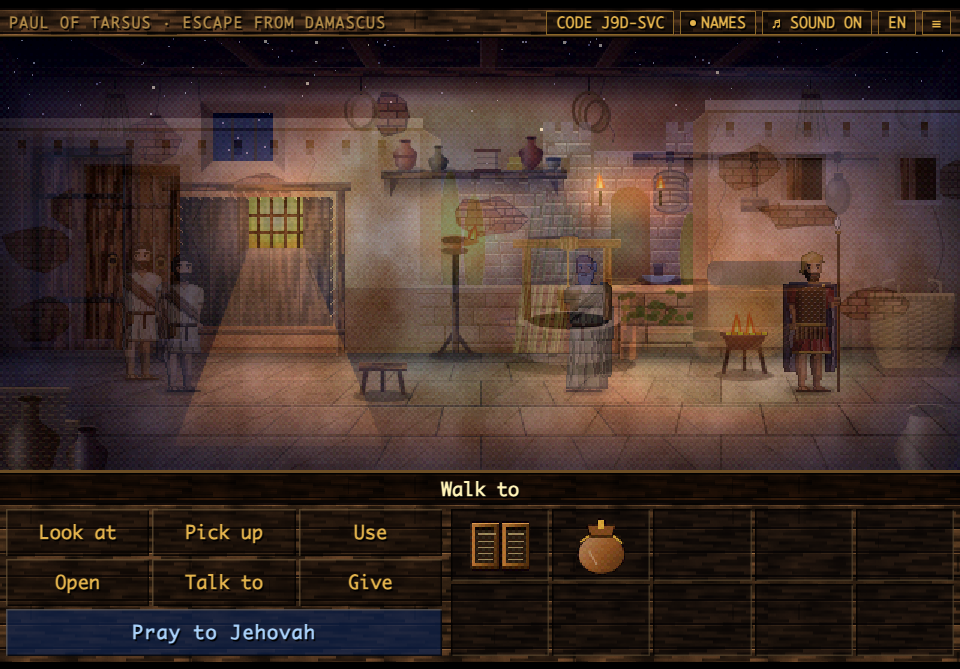 PAUL OF TARSUS · ESCAPE FROM DAMASCUS
CODE J9D-SVC
● NAMES
♬ SOUND ON
EN
≡
Walk to
Look at
Pick up
Use
Open
Talk to
Give
Pray to Jehovah